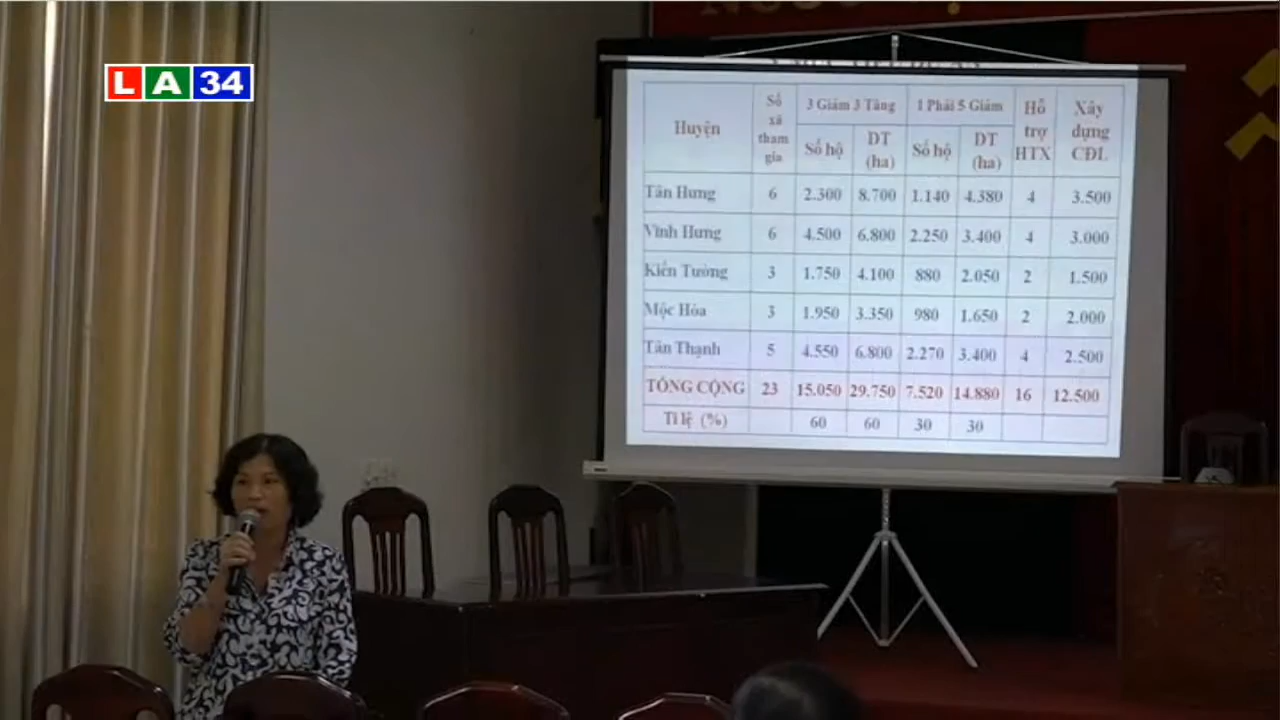 LA34
Huyện Số xã tham gia 3 Giảm 3 Tăng 1 Phải 5 Giảm Hỗ trợ HTX Xây dựng CĐL
Số hộ DT (ha) Số hộ DT (ha)
Tân Hưng 6 2.300 8.700 1.140 4.380 4 3.500
Vĩnh Hưng 6 4.500 6.800 2.250 3.400 4 3.000
Kiến Tường 3 1.750 4.100 880 2.050 2 1.500
Mộc Hóa 3 1.950 3.350 980 1.650 2 2.000
Tân Thạnh 5 4.550 6.800 2.270 3.400 4 2.500
TỔNG CỘNG 23 15.050 29.750 7.520 14.880 16 12.500
Tỉ lệ (%) 60 60 30 30